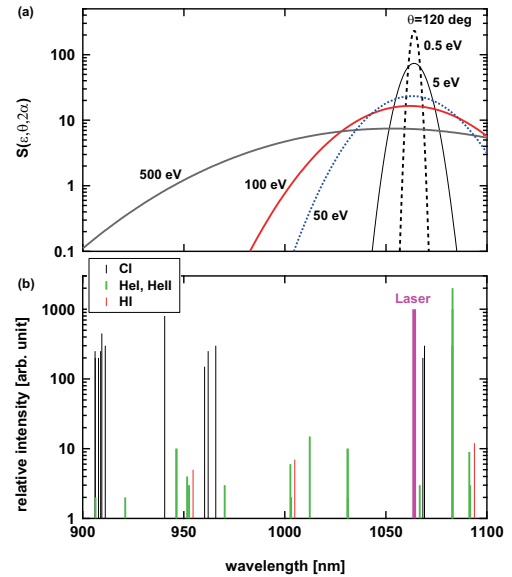 (a)
θ=120 deg
0.5 eV
5 eV
500 eV
100 eV
50 eV
S(ε,θ,2α)
100
10
1
0.1
(b)
CI
HeI, HeII
HI
Laser
relative intensity [arb. unit]
1000
100
10
1
900
950
1000
1050
1100
wavelength [nm]